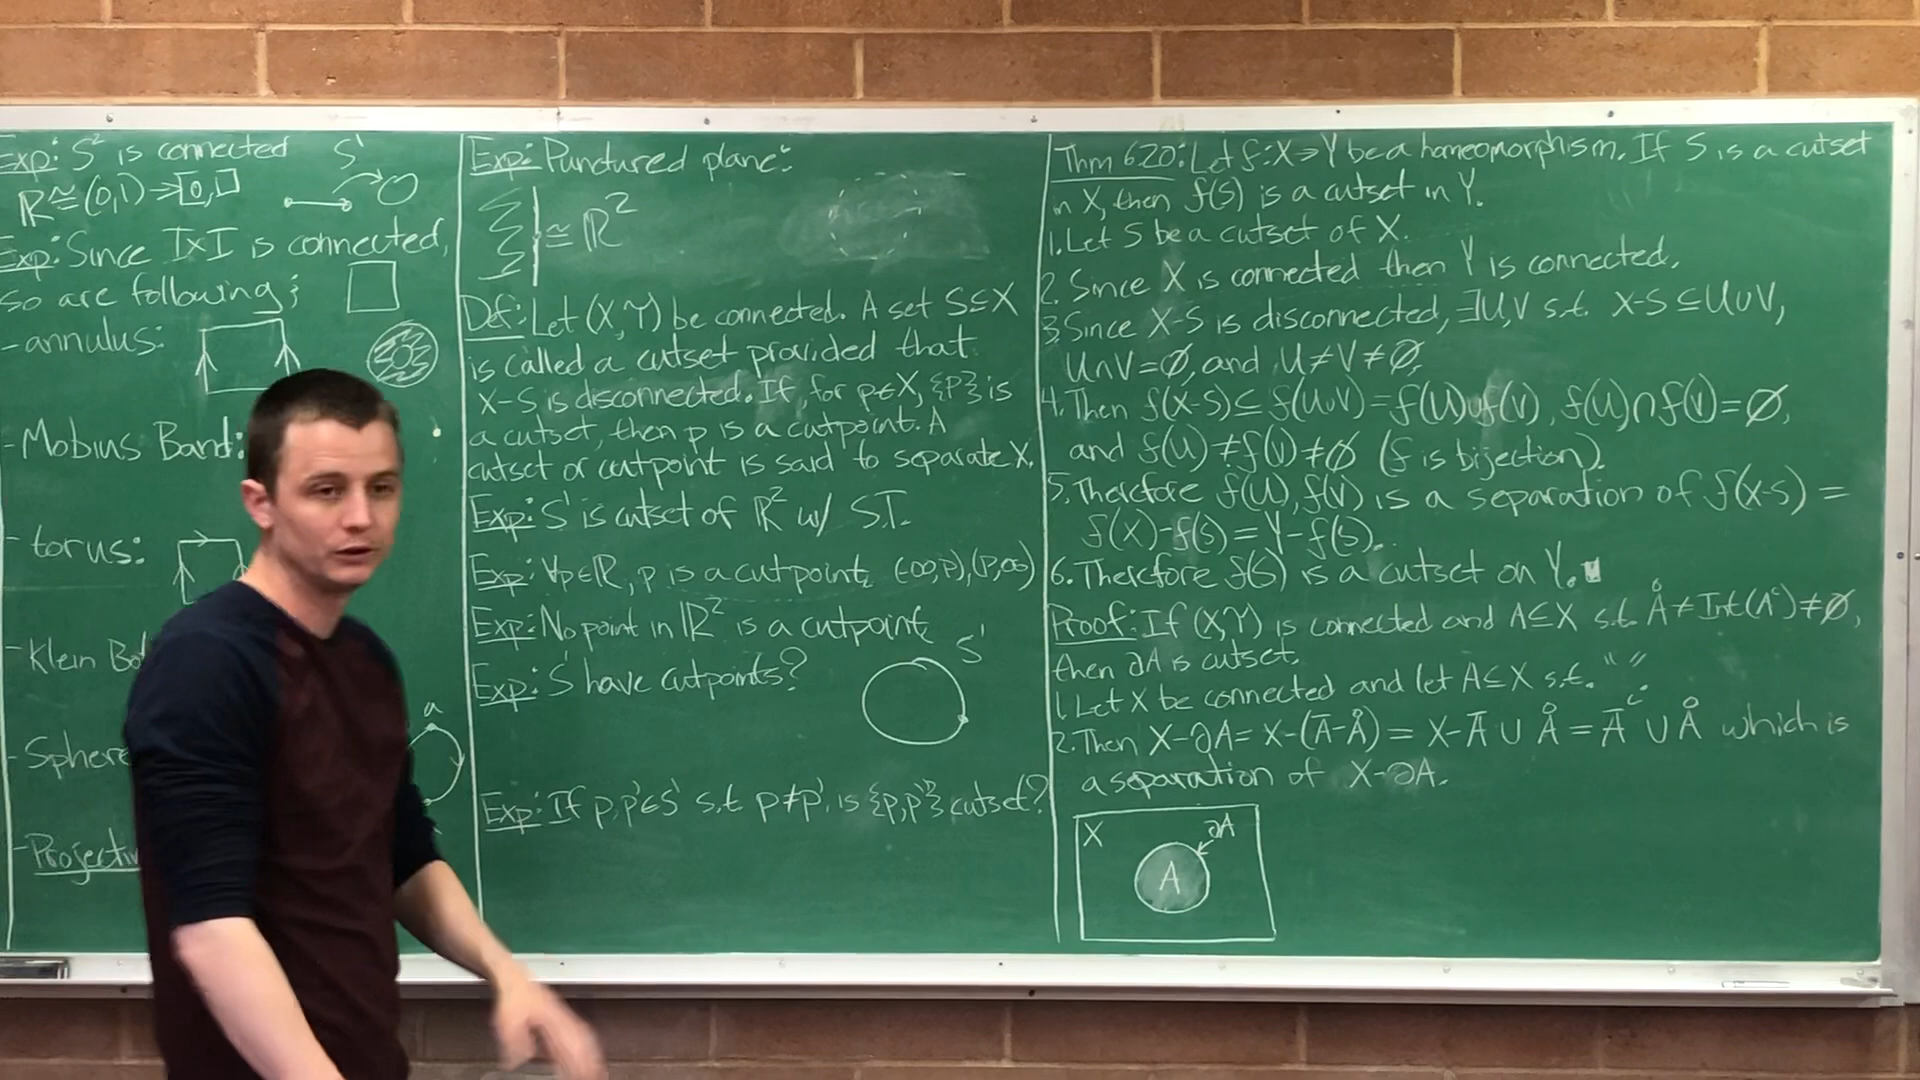 Exp: S² is connected S¹
ℝ≅(0,1)→[0,1]
Exp: Since I×I is connected,
so are following:
-annulus:
-Mobius Band:
-torus:
-Klein Bot
-Sphere
-Projectiv
a
Exp: Punctured plane:
≅ ℝ²
Def: Let (X,Υ) be connected. A set S⊆X
is called a cutset provided that
X-S is disconnected. If, for p∈X, {p} is
a cutset, then p is a cutpoint. A
cutset or cutpoint is said to separate X.
Exp: S¹ is cutset of ℝ² w/ S.T.
Exp: ∀p∈ℝ, p is a cutpoint, (-∞,p),(p,∞)
Exp: No point in ℝ² is a cutpoint
Exp: S¹ have cutpoints?
S¹
Exp: If p,p'∈S¹ s.t p≠p', is {p,p'} cutset?
Thm 6.20: Let f:X→Y be a homeomorphism. If S is a cutset
in X, then f(S) is a cutset in Y.
1. Let S be a cutset of X.
2. Since X is connected then Y is connected.
3. Since X-S is disconnected, ∃U,V s.t. X-S⊆U∪V,
U∩V=∅, and U≠V≠∅.
4. Then f(X-S)⊆f(U∪V)=f(U)∪f(V), f(U)∩f(V)=∅,
and f(U)≠f(V)≠∅ (f is bijection).
5. Therefore f(U),f(V) is a separation of f(X-S)=
f(X)-f(S)=Y-f(S).
6. Therefore f(S) is a cutset on Y.
Proof: If (X,Υ) is connected and A⊆X s.t. Å≠Int(Aᶜ)≠∅,
then ∂A is cutset.
1. Let X be connected and let A⊆X s.t. " "
2. Then X-∂A=X-(Ā-Å)=X-Ā∪Å=Āᶜ∪Å which is
a separation of X-∂A.
X ∂A
A